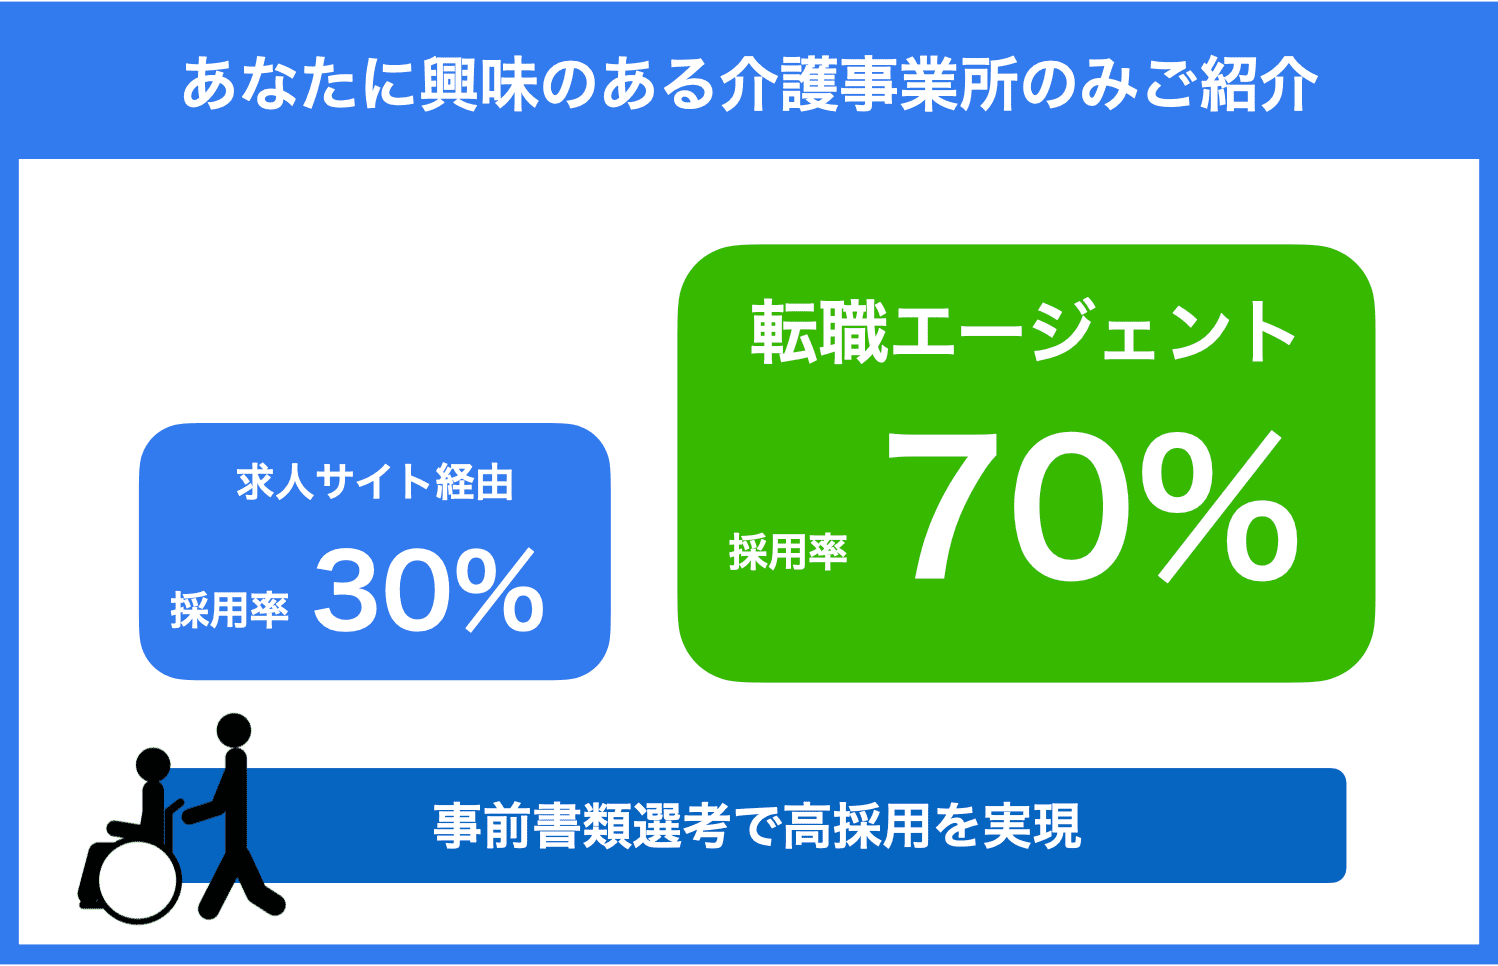 あなたに興味のある介護事業所のみご紹介
求人サイト経由
採用率 30%
転職エージェント
採用率 70%
事前書類選考で高採用を実現